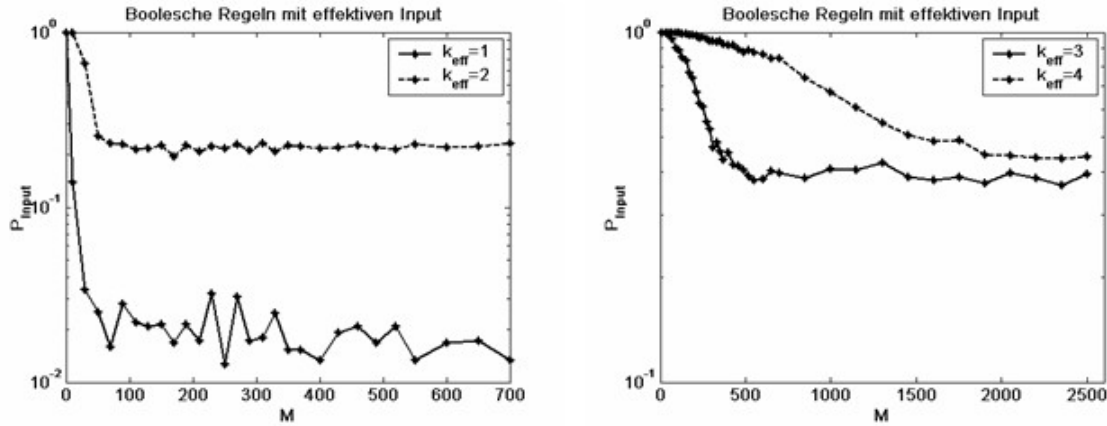 Boolesche Regeln mit effektiven Input
10^0
10^-1
10^-2
P_Input
k_eff=1
k_eff=2
0 100 200 300 400 500 600 700
M
Boolesche Regeln mit effektiven Input
10^0
10^-1
P_Input
k_eff=3
k_eff=4
0 500 1000 1500 2000 2500
M